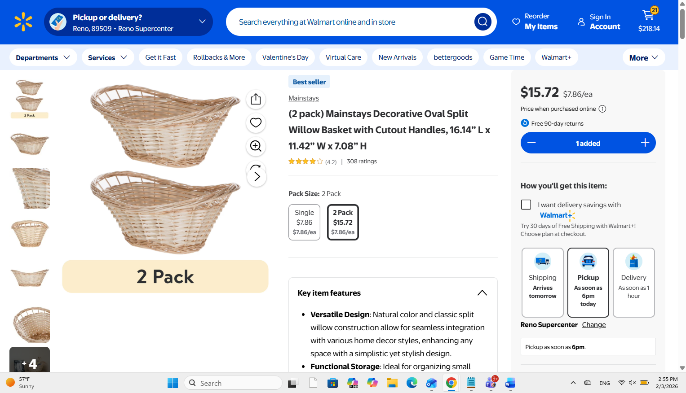 Pickup or delivery?
Reno, 89509 • Reno Supercenter
Search everything at Walmart online and in store
Reorder
My Items
Sign In
Account
21
$218.14
Departments
Services
Get it Fast
Rollbacks & More
Valentine's Day
Virtual Care
New Arrivals
bettergoods
Game Time
Walmart+
More
2 Pack
+4
2 Pack
Best seller
Mainstays
(2 pack) Mainstays Decorative Oval Split
Willow Basket with Cutout Handles, 16.14" L x
11.42" W x 7.08" H
(4.2) | 308 ratings
Pack Size: 2 Pack
Single
$7.86
$7.86/ea
2 Pack
$15.72
$7.86/ea
Key item features
• Versatile Design: Natural color and classic split
willow construction allow for seamless integration
with various home decor styles, enhancing any
space with a simplistic yet stylish design.
• Functional Storage: Ideal for organizing small
$15.72 $7.86/ea
Price when purchased online
Free 90-day returns
1 added
How you'll get this item:
I want delivery savings with
Walmart+
Try 30 days of Free Shipping with Walmart+!
Choose plan at checkout.
Shipping
Arrives
tomorrow
Pickup
As soon as
6pm
today
Delivery
As soon as 1
hour
Reno Supercenter Change
Pickup as soon as 6pm
57°F
Sunny
Search
ENG
2:55 PM
2/3/2026